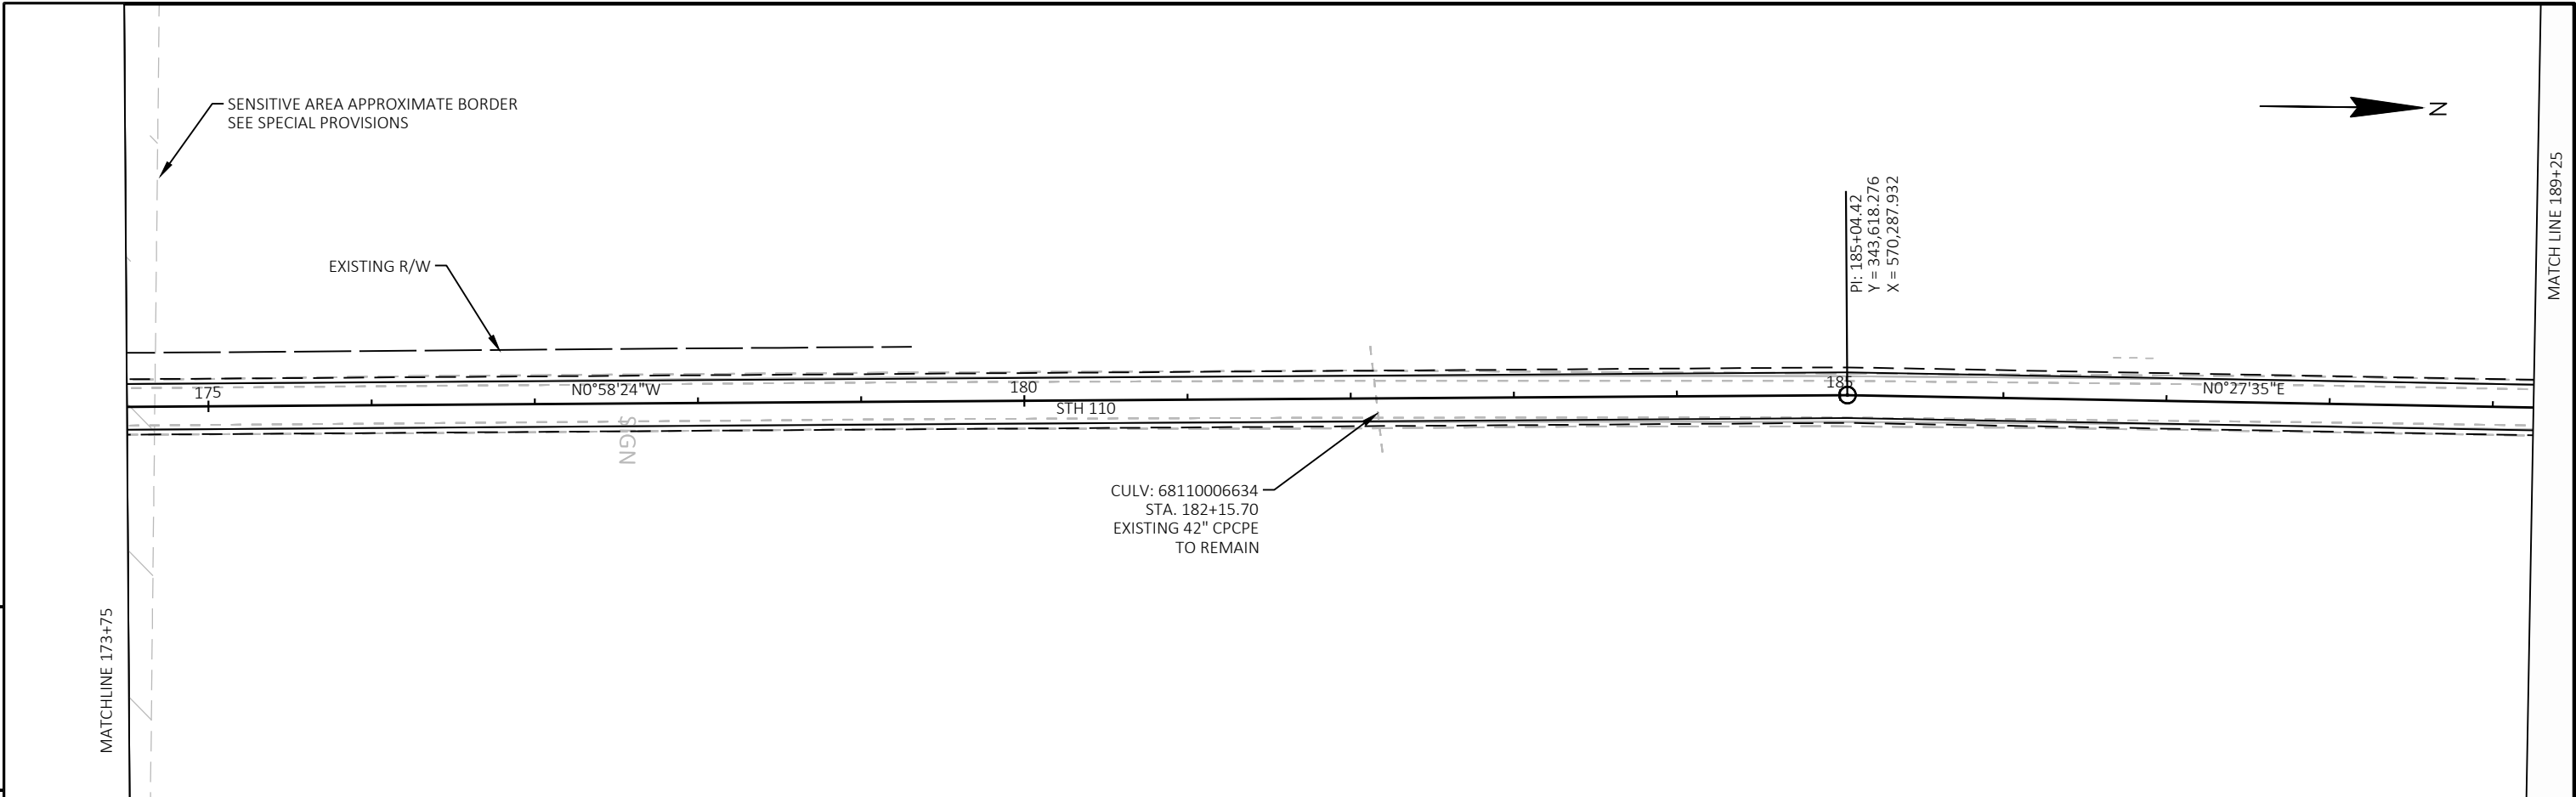 SENSITIVE AREA APPROXIMATE BORDER
SEE SPECIAL PROVISIONS
N
MATCH LINE 189+25
PI: 185+04.42
Y = 343,618.276
X = 570,287.932
EXISTING R/W
175
N0°58'24"W
180
185
N0°27'35"E
STH 110
SIGN
CULV: 68110006634
STA. 182+15.70
EXISTING 42" CPCPE
TO REMAIN
MATCHLINE 173+75